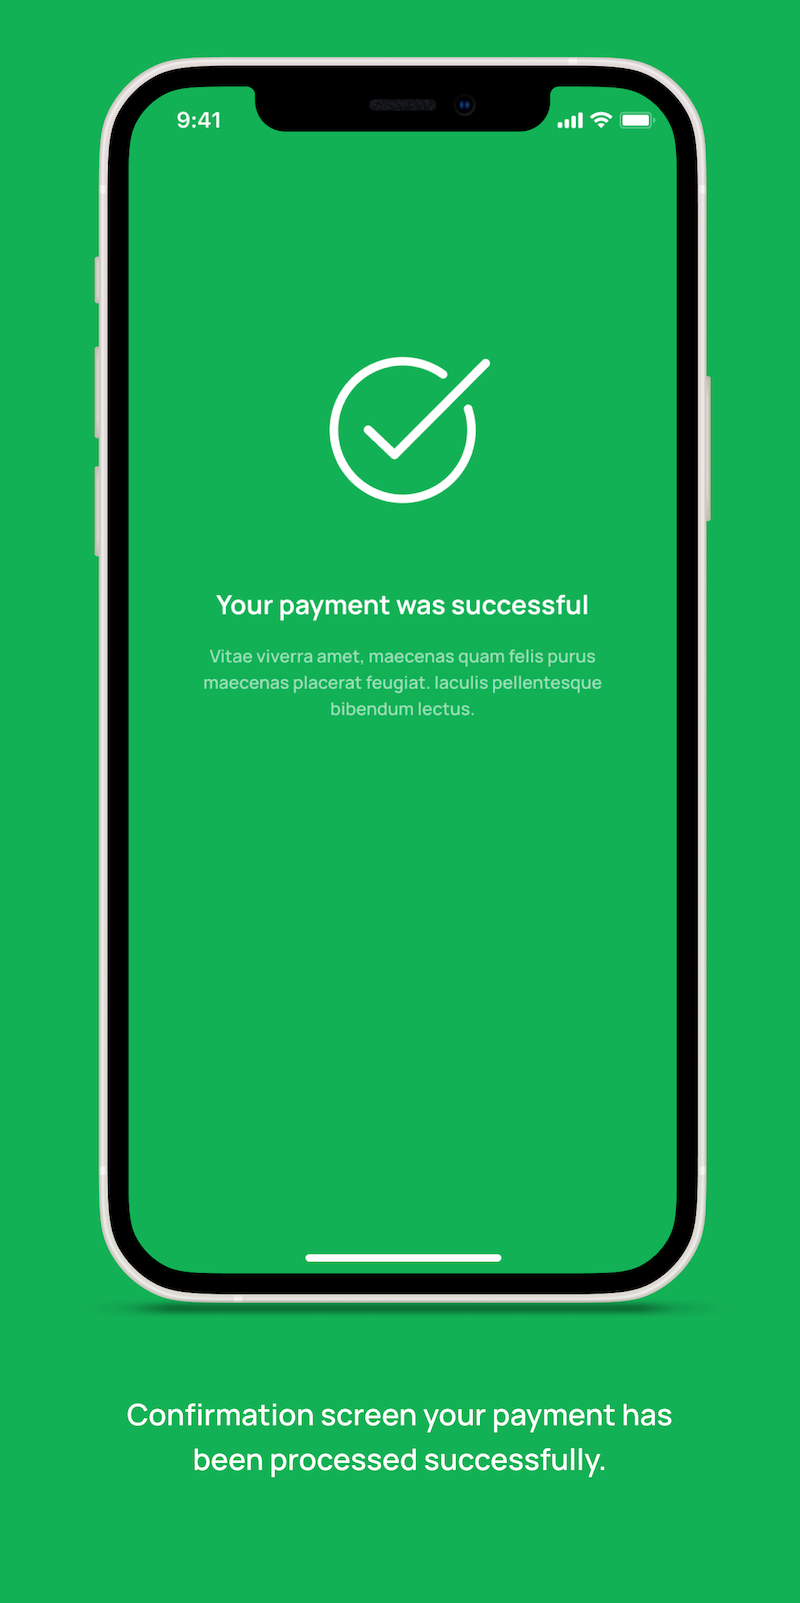 9:41
Your payment was successful
Vitae viverra amet, maecenas quam felis purus
maecenas placerat feugiat. Iaculis pellentesque
bibendum lectus.
Confirmation screen your payment has
been processed successfully.